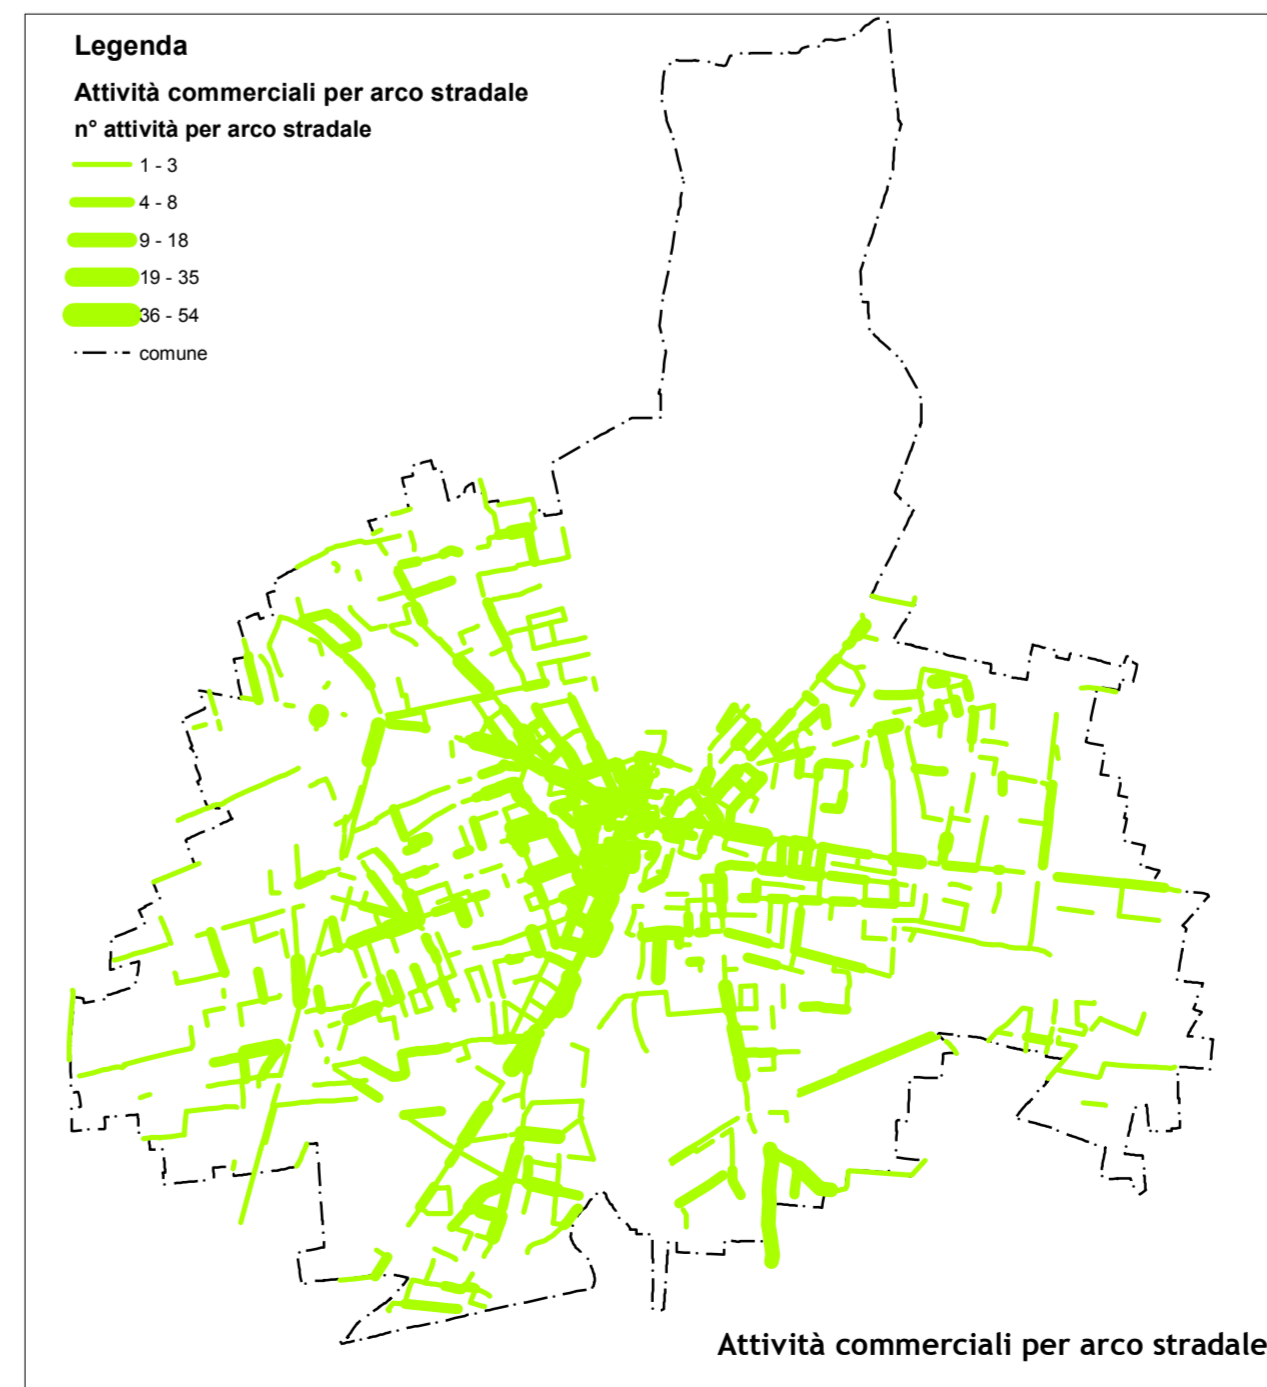 Legenda
Attività commerciali per arco stradale
n° attività per arco stradale
1 - 3
4 - 8
9 - 18
19 - 35
36 - 54
comune
Attività commerciali per arco stradale